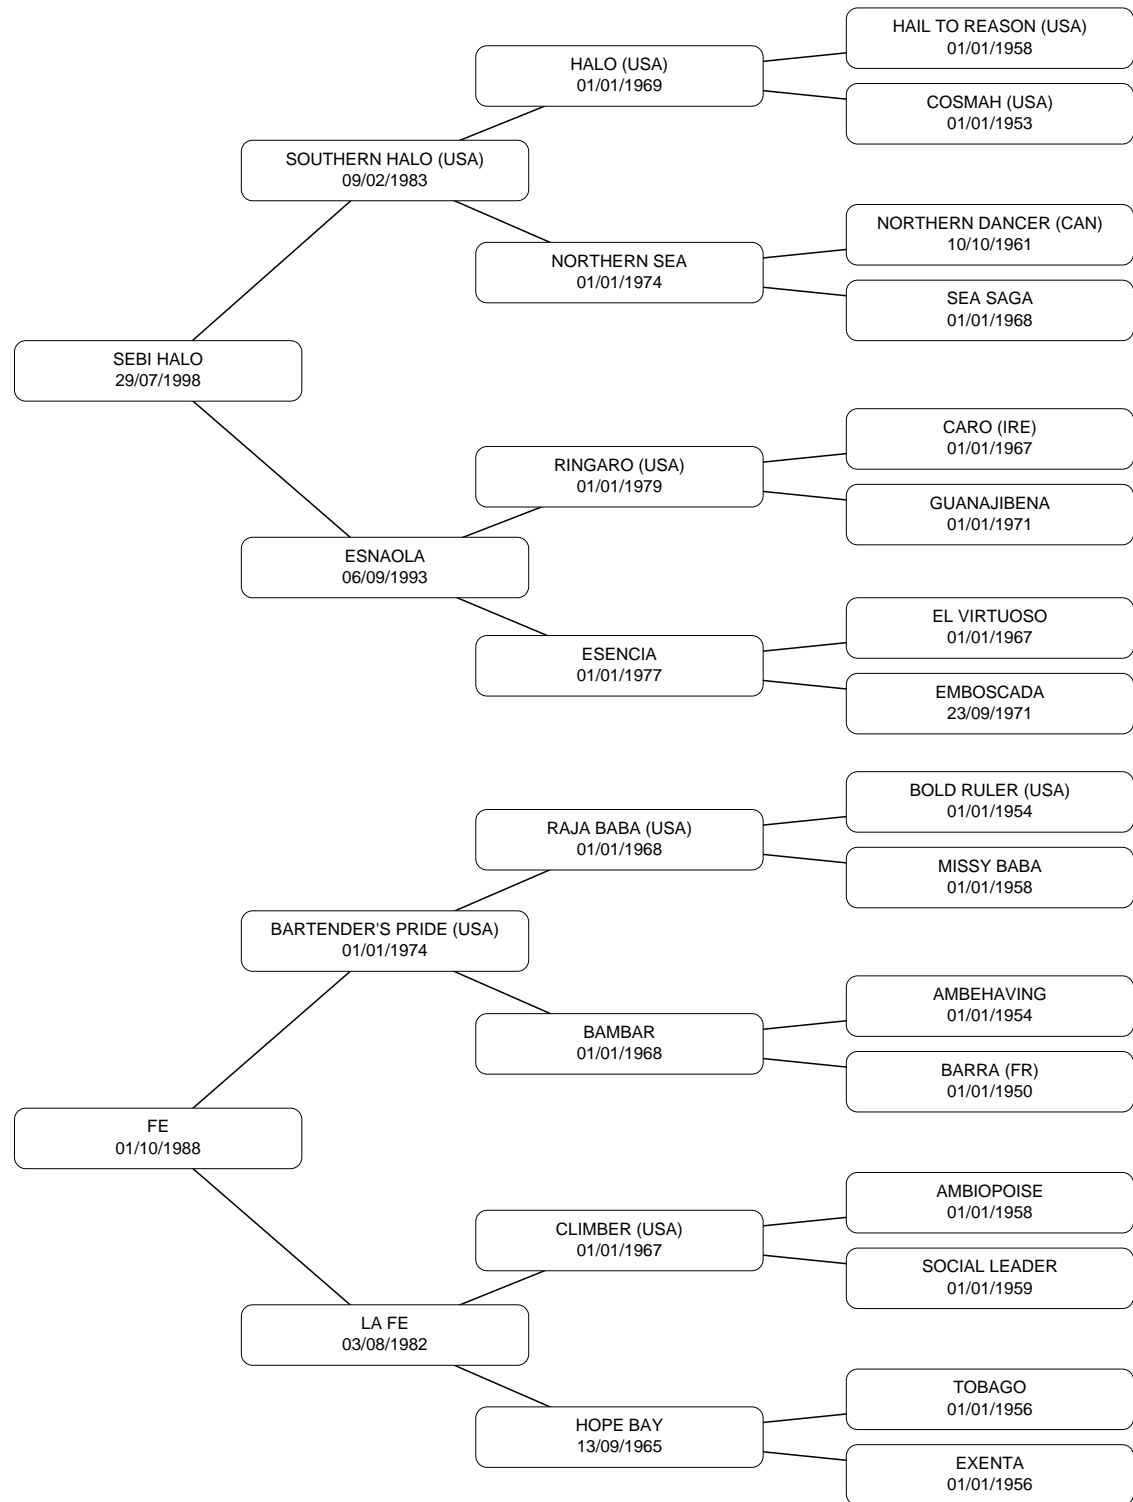 HAIL TO REASON (USA)
01/01/1958
HALO (USA)
01/01/1969
COSMAH (USA)
01/01/1953
SOUTHERN HALO (USA)
09/02/1983
NORTHERN DANCER (CAN)
10/10/1961
NORTHERN SEA
01/01/1974
SEA SAGA
01/01/1968
SEBI HALO
29/07/1998
CARO (IRE)
01/01/1967
RINGARO (USA)
01/01/1979
GUANAJIBENA
01/01/1971
ESNAOLA
06/09/1993
EL VIRTUOSO
01/01/1967
ESENCIA
01/01/1977
EMBOSCADA
23/09/1971
BOLD RULER (USA)
01/01/1954
RAJA BABA (USA)
01/01/1968
MISSY BABA
01/01/1958
BARTENDER'S PRIDE (USA)
01/01/1974
AMBEHAVING
01/01/1954
BAMBAR
01/01/1968
BARRA (FR)
01/01/1950
FE
01/10/1988
AMBIOPOISE
01/01/1958
CLIMBER (USA)
01/01/1967
SOCIAL LEADER
01/01/1959
LA FE
03/08/1982
TOBAGO
01/01/1956
HOPE BAY
13/09/1965
EXENTA
01/01/1956